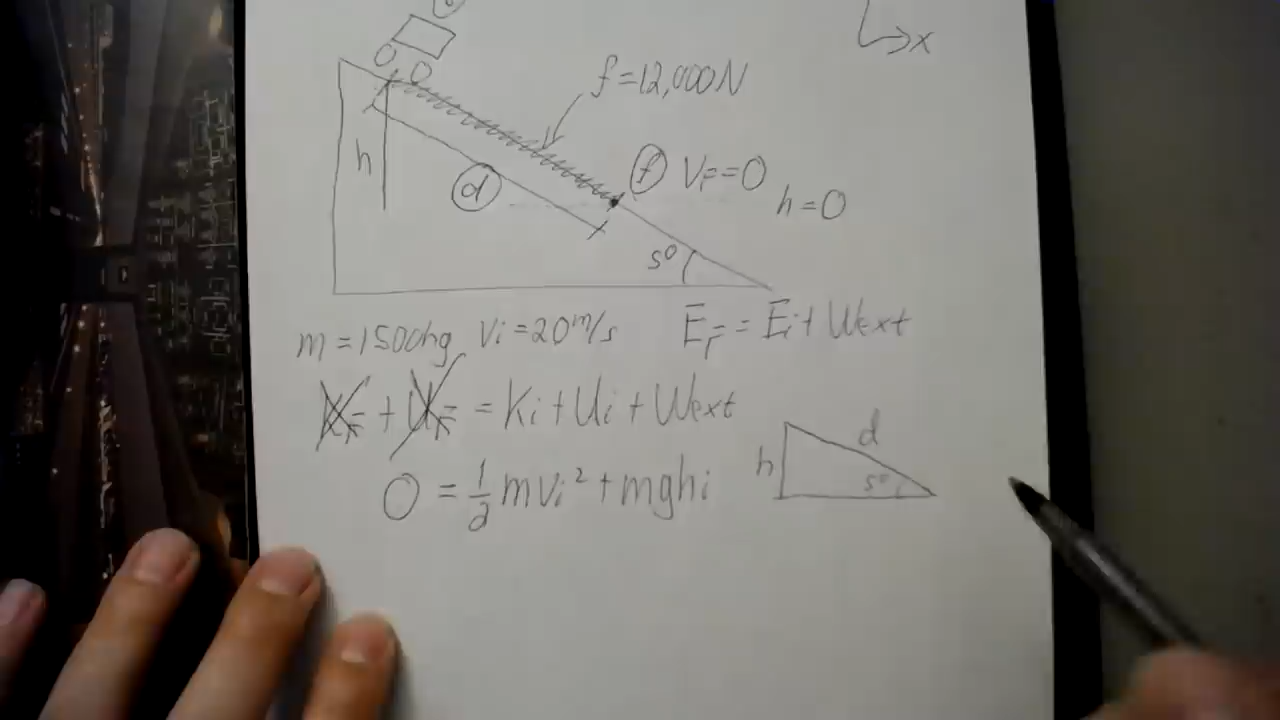 x
f=12,000N
h
d
f VF=0
h=0
5°
m=1500kg Vi=20m/s EF=Ei+Wext
KF+UF=Ki+Ui+Wext
d
h
5°
0=1/2mvi²+mghi